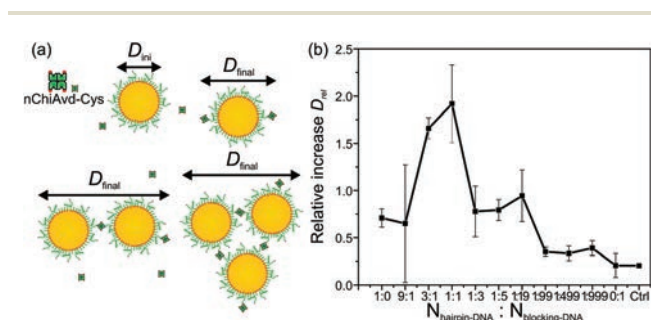 (a)
nChiAvd-Cys
D_ini
D_final
D_final
D_final
(b)
Relative increase D_rel
2.5
2.0
1.5
1.0
0.5
0.0
1:0 9:1 3:1 1:1 1:3 1:5 1:19 1:99 1:499 1:999 0:1 Ctrl
N_hairpin-DNA : N_blocking-DNA